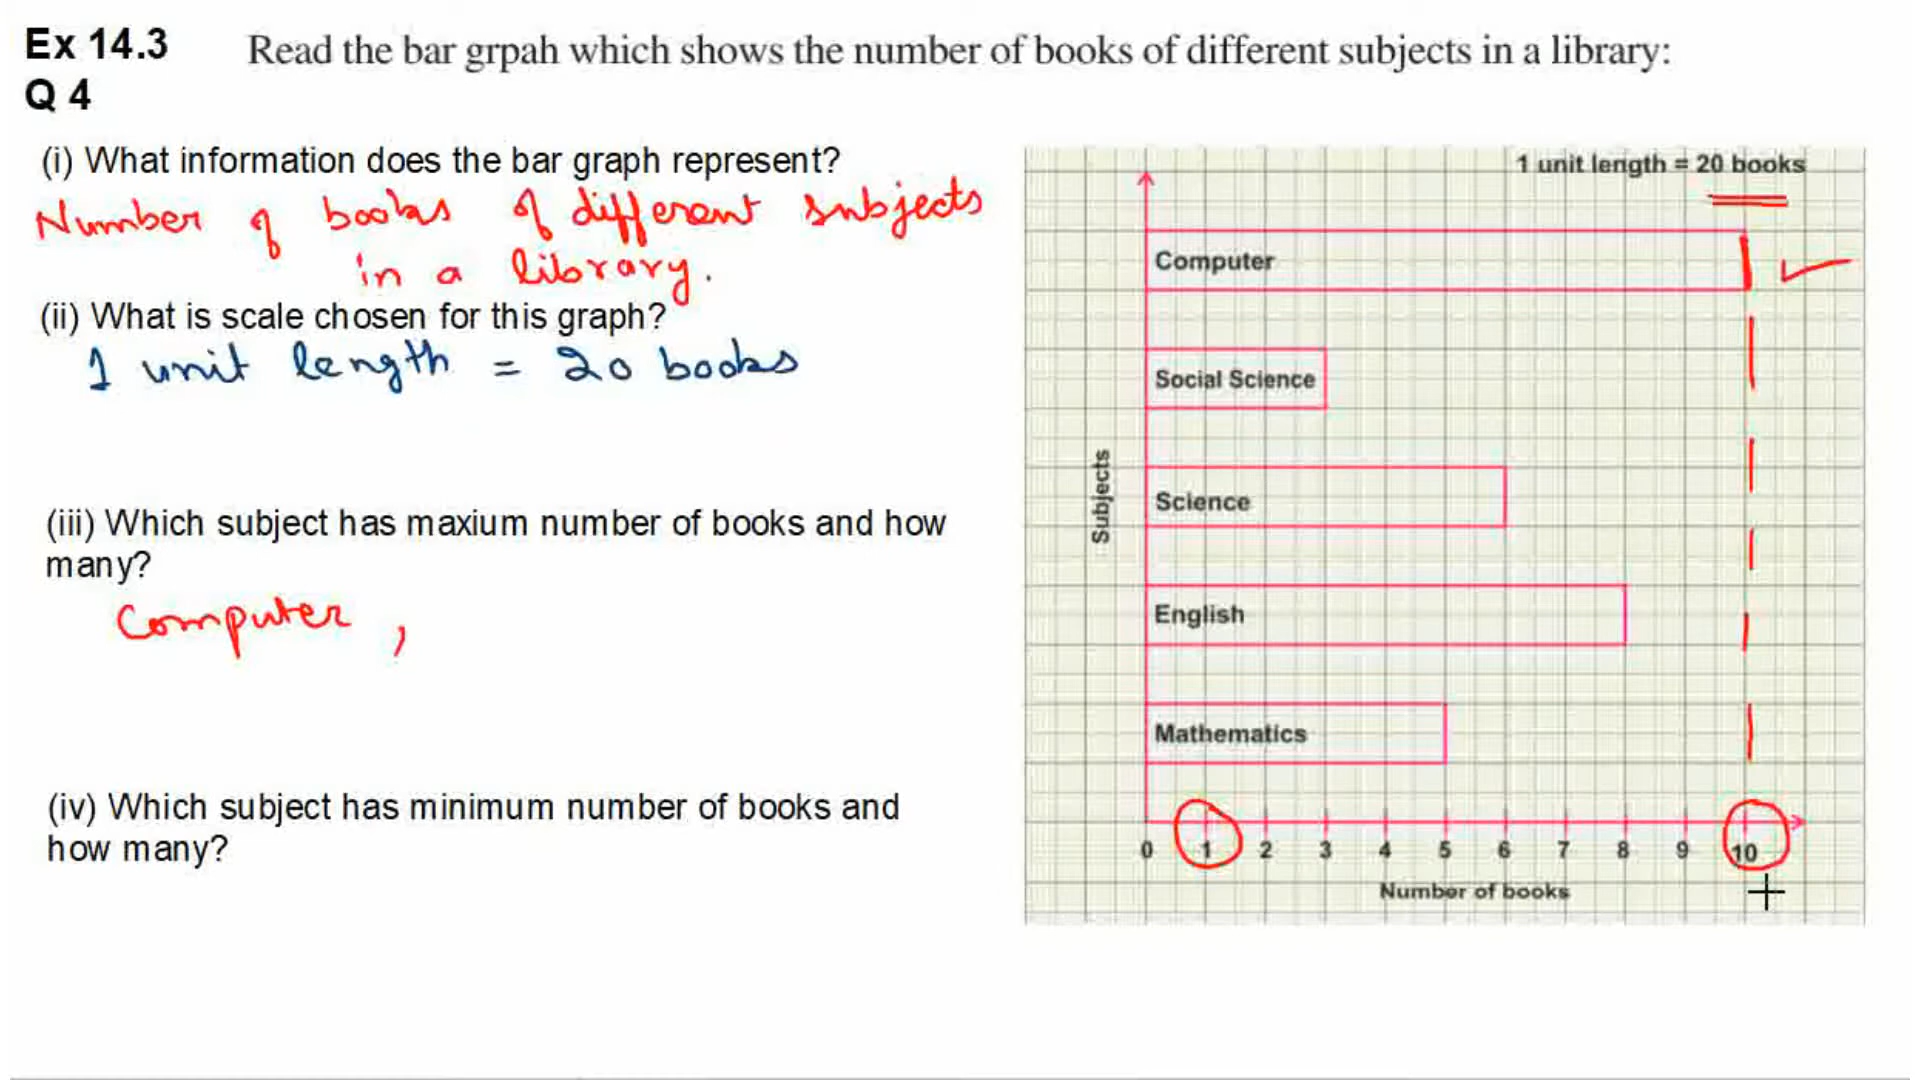 Ex 14.3 Read the bar grpah which shows the number of books of different subjects in a library:
Q 4
(i) What information does the bar graph represent?
Number of books of different subjects
in a library.
(ii) What is scale chosen for this graph?
1 unit length = 20 books
(iii) Which subject has maxium number of books and how
many?
Computer ,
(iv) Which subject has minimum number of books and
how many?
1 unit length = 20 books
Computer
Social Science
Subjects
Science
English
Mathematics
0 1 2 3 4 5 6 7 8 9 10
Number of books